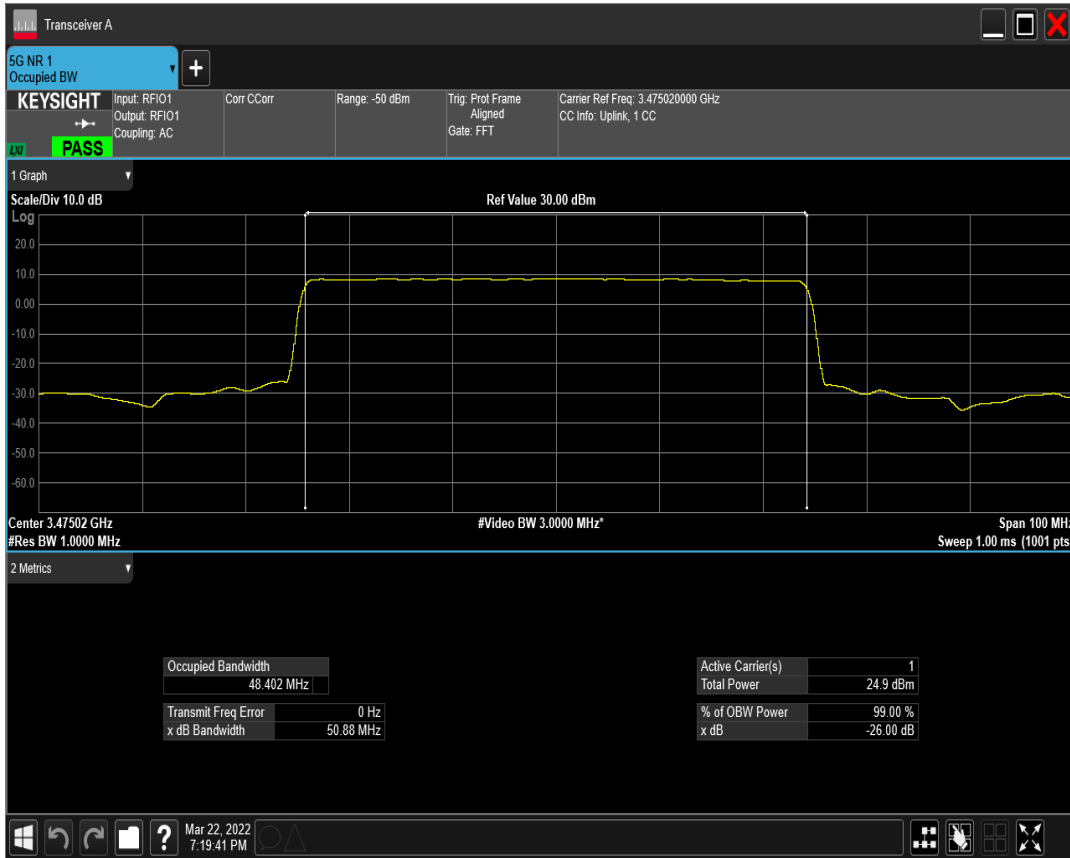 Transceiver A
5G NR 1
Occupied BW
+
KEYSIGHT
LXI
PASS
Input: RFIO1
Output: RFIO1
Coupling: AC
Corr CCorr
Range: -50 dBm
Trig: Prot Frame
Aligned
Gate: FFT
Carrier Ref Freq: 3.475020000 GHz
CC Info: Uplink, 1 CC
1 Graph
Scale/Div 10.0 dB
Ref Value 30.00 dBm
Log
20.0
10.0
0.00
-10.0
-20.0
-30.0
-40.0
-50.0
-60.0
Center 3.47502 GHz
#Video BW 3.0000 MHz*
Span 100 MHz
#Res BW 1.0000 MHz
Sweep 1.00 ms (1001 pts
2 Metrics
Occupied Bandwidth
48.402 MHz
Transmit Freq Error 0 Hz
x dB Bandwidth 50.88 MHz
Active Carrier(s) 1
Total Power 24.9 dBm
% of OBW Power 99.00 %
x dB -26.00 dB
?
Mar 22, 2022
7:19:41 PM